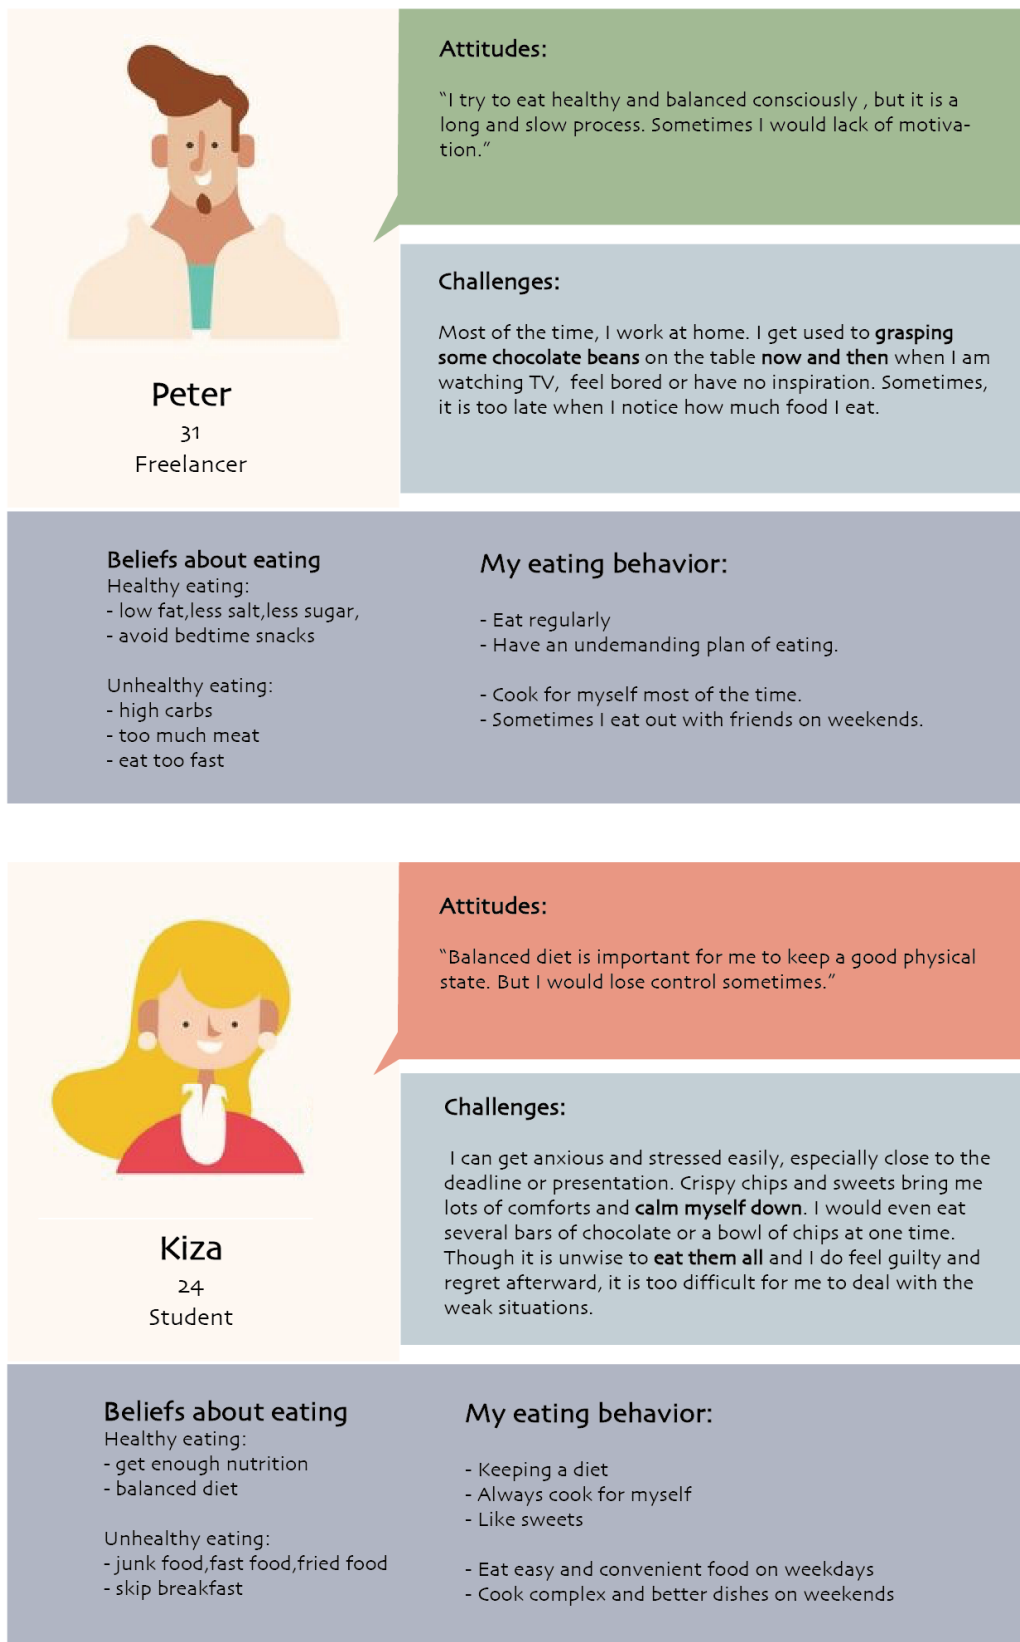 Attitudes:
“I try to eat healthy and balanced consciously , but it is a
long and slow process. Sometimes I would lack of motiva-
tion.”
Challenges:
Most of the time, I work at home. I get used to grasping
some chocolate beans on the table now and then when I am
watching TV,  feel bored or have no inspiration. Sometimes,
it is too late when I notice how much food I eat.
Peter
31
Freelancer
Beliefs about eating
Healthy eating:
- low fat,less salt,less sugar,
- avoid bedtime snacks
Unhealthy eating:
- high carbs
- too much meat
- eat too fast
My eating behavior:
- Eat regularly
- Have an undemanding plan of eating.
- Cook for myself most of the time.
- Sometimes I eat out with friends on weekends.
Attitudes:
“Balanced diet is important for me to keep a good physical
state. But I would lose control sometimes.”
Challenges:
I can get anxious and stressed easily, especially close to the
deadline or presentation. Crispy chips and sweets bring me
lots of comforts and calm myself down. I would even eat
several bars of chocolate or a bowl of chips at one time.
Though it is unwise to eat them all and I do feel guilty and
regret afterward, it is too difficult for me to deal with the
weak situations.
Kiza
24
Student
Beliefs about eating
Healthy eating:
- get enough nutrition
- balanced diet
Unhealthy eating:
- junk food,fast food,fried food
- skip breakfast
My eating behavior:
- Keeping a diet
- Always cook for myself
- Like sweets
- Eat easy and convenient food on weekdays
- Cook complex and better dishes on weekends